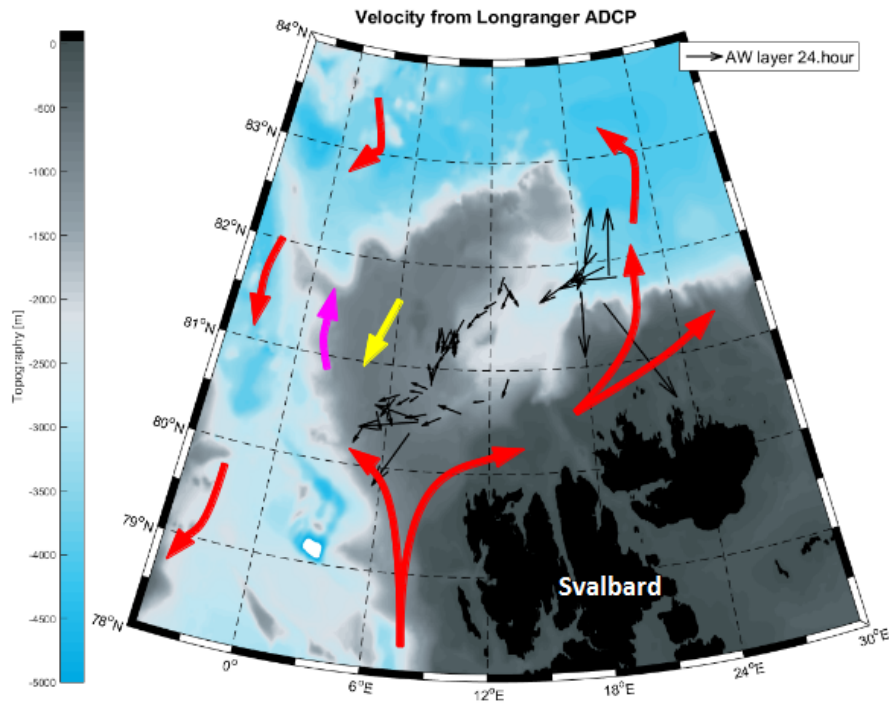 Velocity from Longranger ADCP
AW layer 24.hour
84°N
83°N
82°N
81°N
80°N
79°N
78°N
0
-500
-1000
-1500
-2000
-2500
-3000
-3500
-4000
-4500
-5000
Topography [m]
Svalbard
0°
6°E
12°E
18°E
24°E
30°E